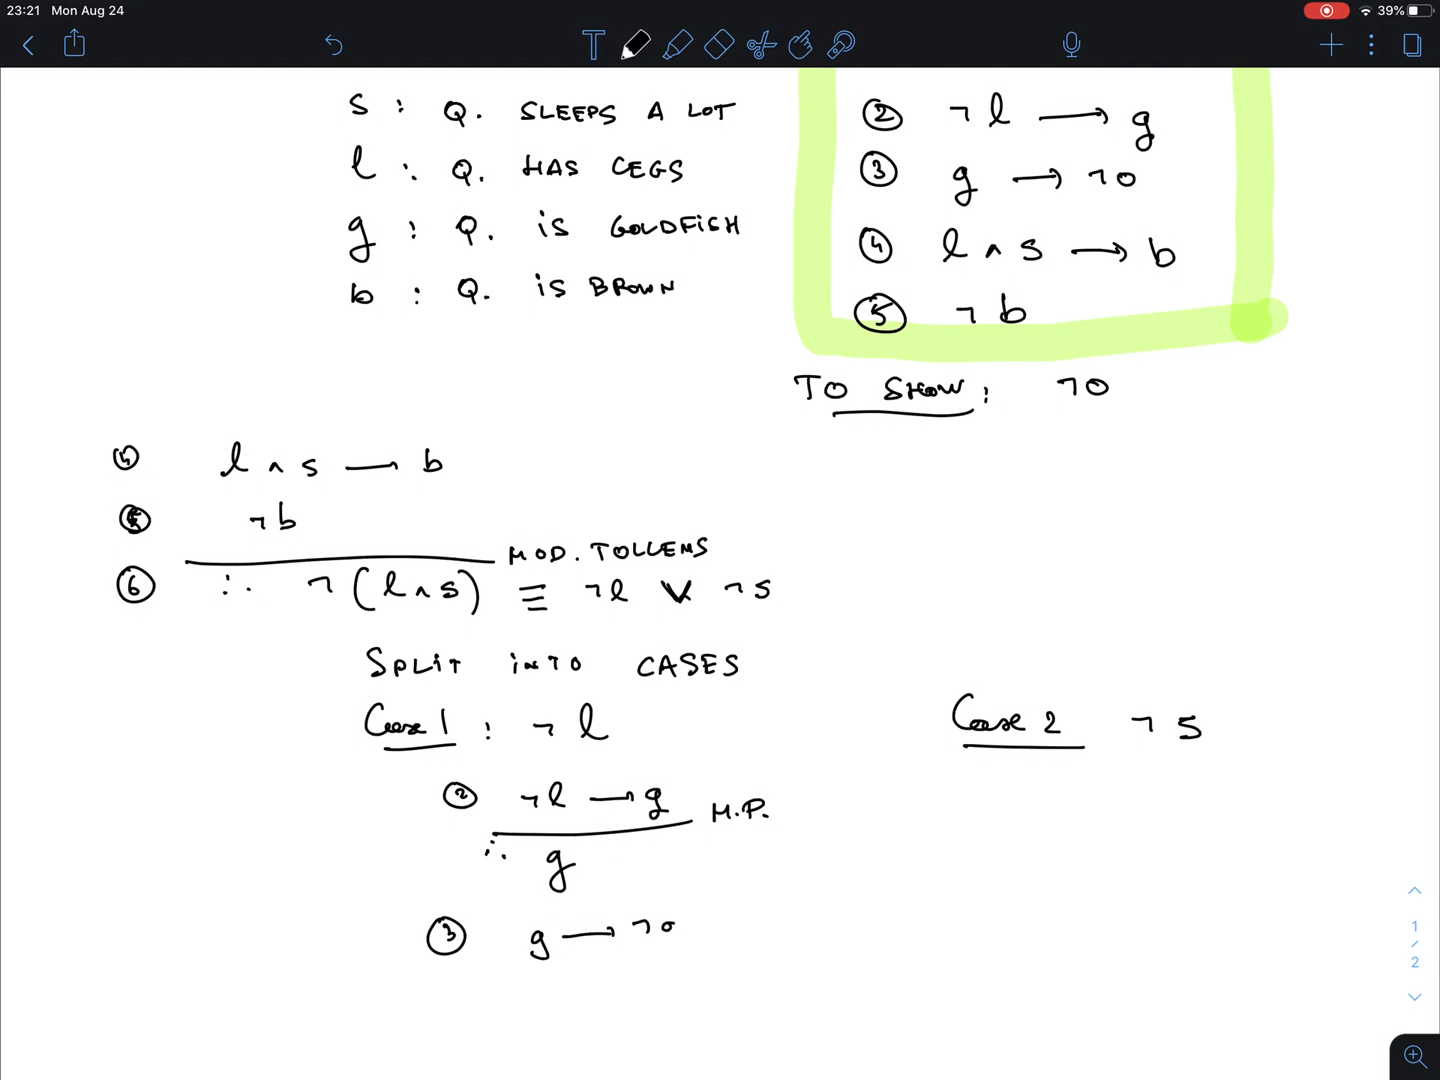 23:21 Mon Aug 24
39%
T
s : Q. SLEEPS A LOT
l : Q. HAS LEGS
g : Q. is GOLDFISH
b : Q. is BROWN
② ¬l ⟶ g
③ g ⟶ ¬o
④ l ∧ s ⟶ b
⑤ ¬b
TO SHOW: ¬o
④ l ∧ s — b
⑤ ¬b
MOD. TOLLENS
⑥ ∴ ¬(l ∧ s) ≡ ¬l ∨ ¬s
SPLIT INTO CASES
Case 1 : ¬l
② ¬l ⟶ g M.P.
∴ g
③ g ⟶ ¬o
Case 2 ¬s
1
/
2